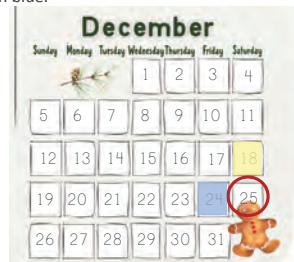 n blue.
December
Sunday Monday Tuesday Wednesday Thursday Friday Saturday
1 2 3 4
5 6 7 8 9 10 11
12 13 14 15 16 17 18
19 20 21 22 23 24 25
26 27 28 29 30 31